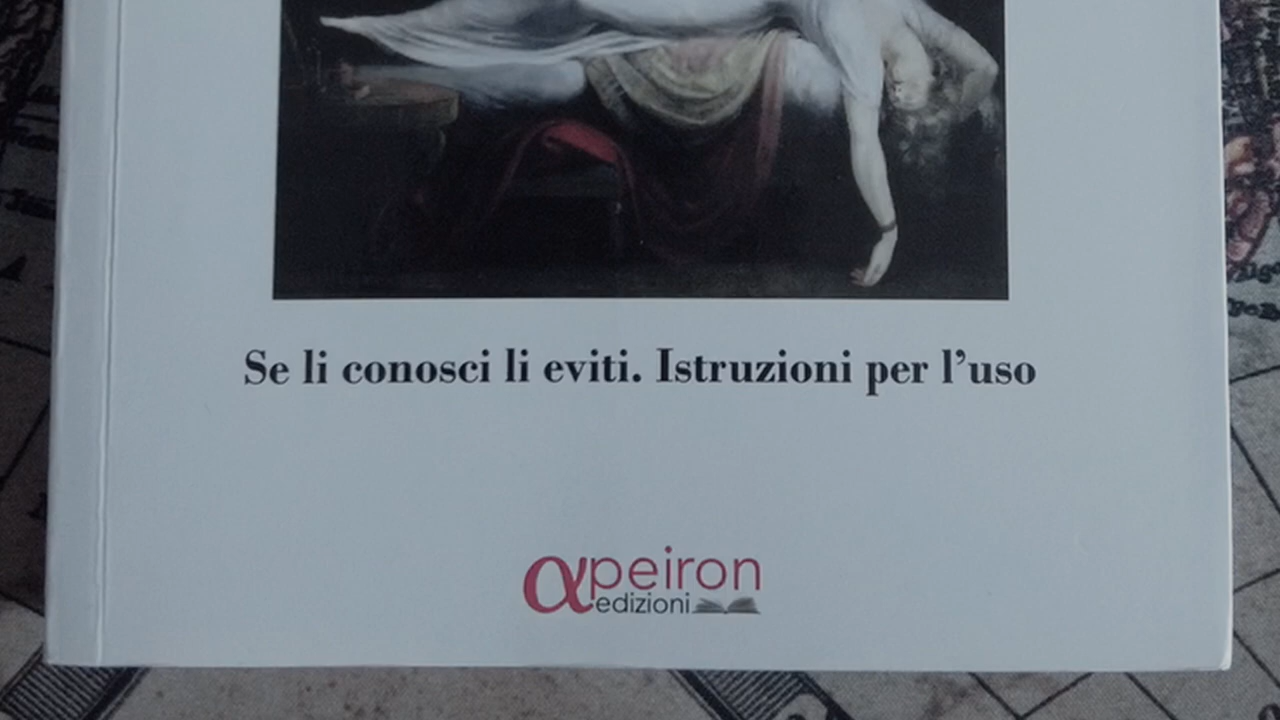 Se li conosci li eviti. Istruzioni per l’uso
αpeiron
edizioni